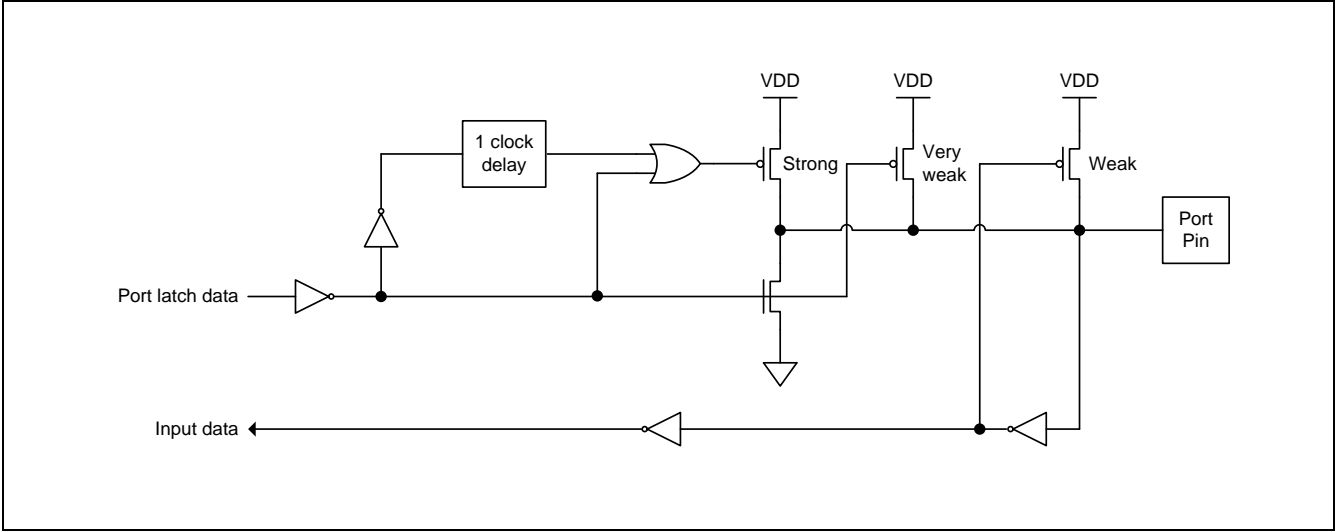 VDD
VDD
VDD
1 clock
delay
Strong
Very
weak
Weak
Port
Pin
Port latch data
Input data